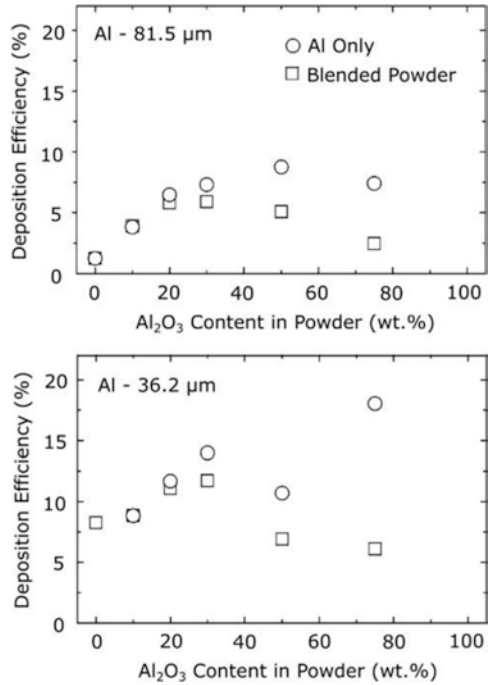 Al - 81.5 μm
Al Only
Blended Powder
Deposition Efficiency (%)
20
15
10
5
0
0 20 40 60 80 100
Al₂O₃ Content in Powder (wt.%)
Al - 36.2 μm
Deposition Efficiency (%)
20
15
10
5
0
0 20 40 60 80 100
Al₂O₃ Content in Powder (wt.%)